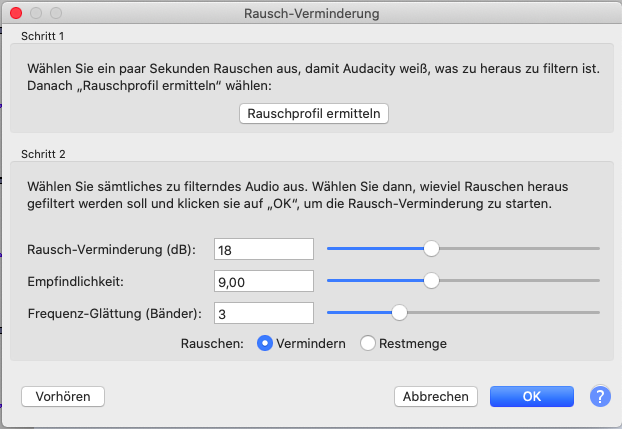 Rausch-Verminderung
Schritt 1
Wählen Sie ein paar Sekunden Rauschen aus, damit Audacity weiß, was zu heraus zu filtern ist.
Danach „Rauschprofil ermitteln“ wählen:
Rauschprofil ermitteln
Schritt 2
Wählen Sie sämtliches zu filterndes Audio aus. Wählen Sie dann, wieviel Rauschen heraus
gefiltert werden soll und klicken sie auf „OK“, um die Rausch-Verminderung zu starten.
Rausch-Verminderung (dB): 18
Empfindlichkeit: 9,00
Frequenz-Glättung (Bänder): 3
Rauschen: Vermindern Restmenge
Vorhören Abbrechen OK ?